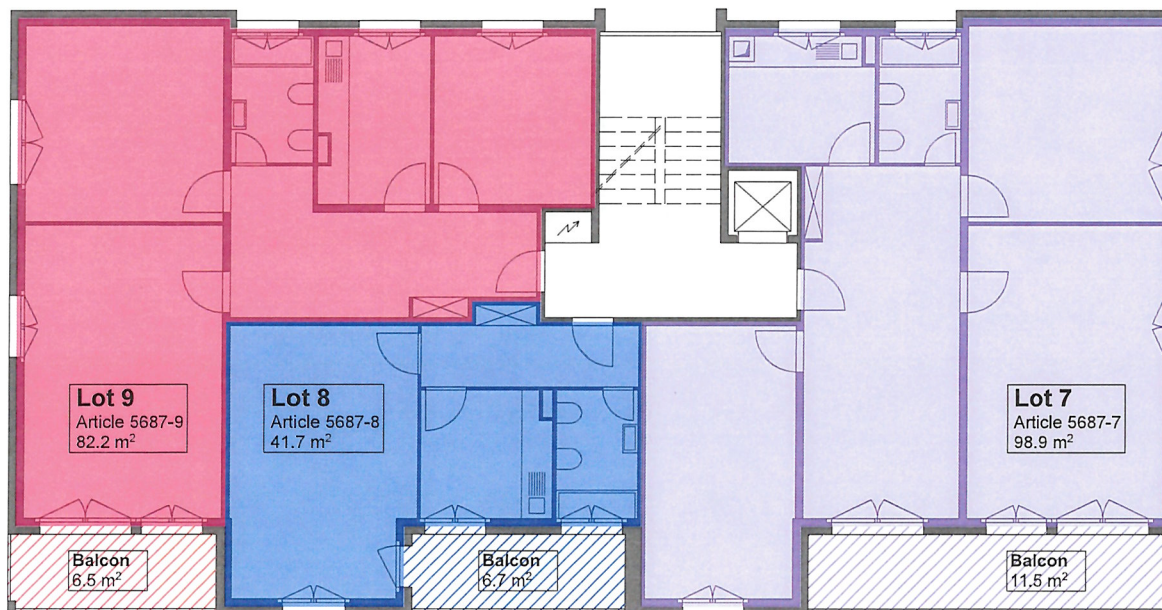 Lot 9
Article 5687-9
82.2 m²
Lot 8
Article 5687-8
41.7 m²
Lot 7
Article 5687-7
98.9 m²
Balcon
6.5 m²
Balcon
6.7 m²
Balcon
11.5 m²